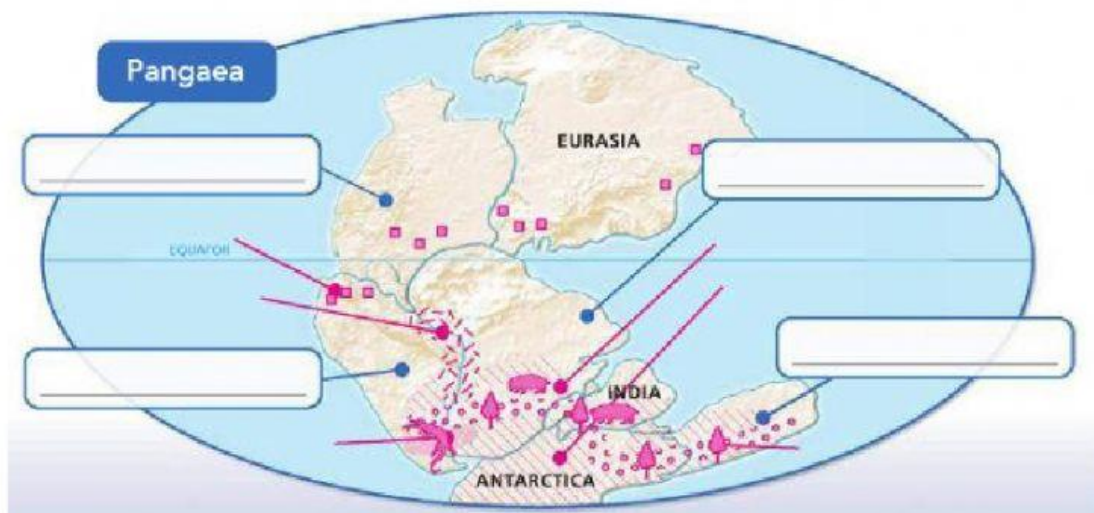 Pangaea
EURASIA
EQUATOR
INDIA
ANTARCTICA